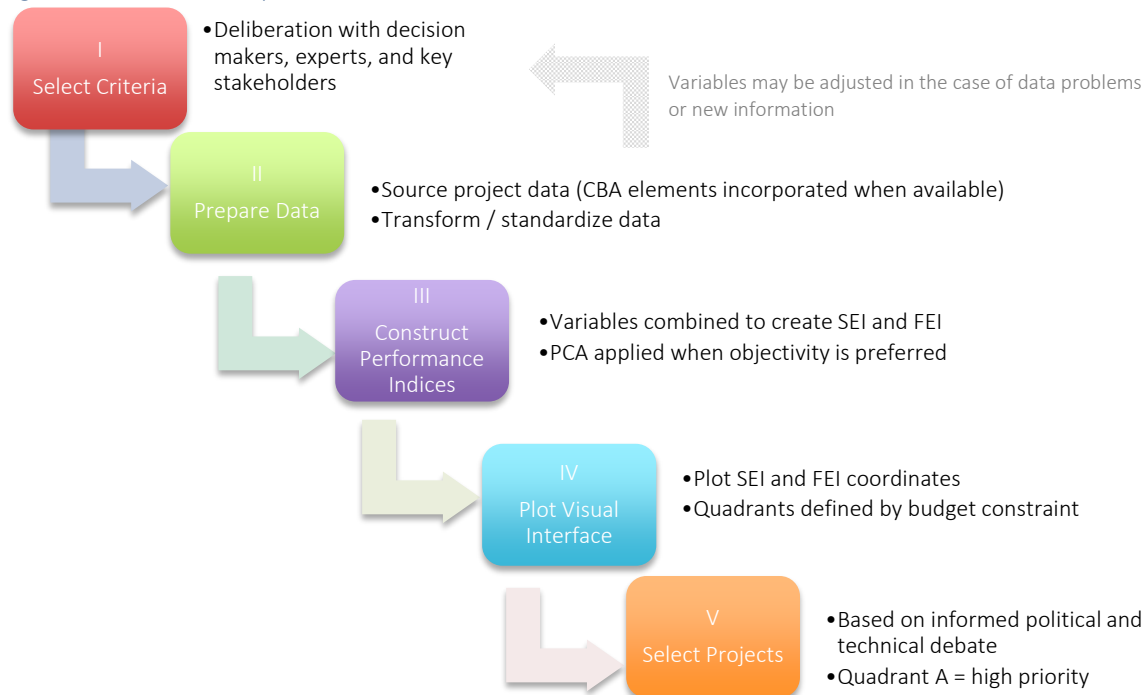 I
Select Criteria
•Deliberation with decision
makers, experts, and key
stakeholders
Variables may be adjusted in the case of data problems
or new information
II
Prepare Data
•Source project data (CBA elements incorporated when available)
•Transform / standardize data
III
Construct
Performance
Indices
•Variables combined to create SEI and FEI
•PCA applied when objectivity is preferred
IV
Plot Visual
Interface
•Plot SEI and FEI coordinates
•Quadrants defined by budget constraint
V
Select Projects
•Based on informed political and
technical debate
•Quadrant A = high priority